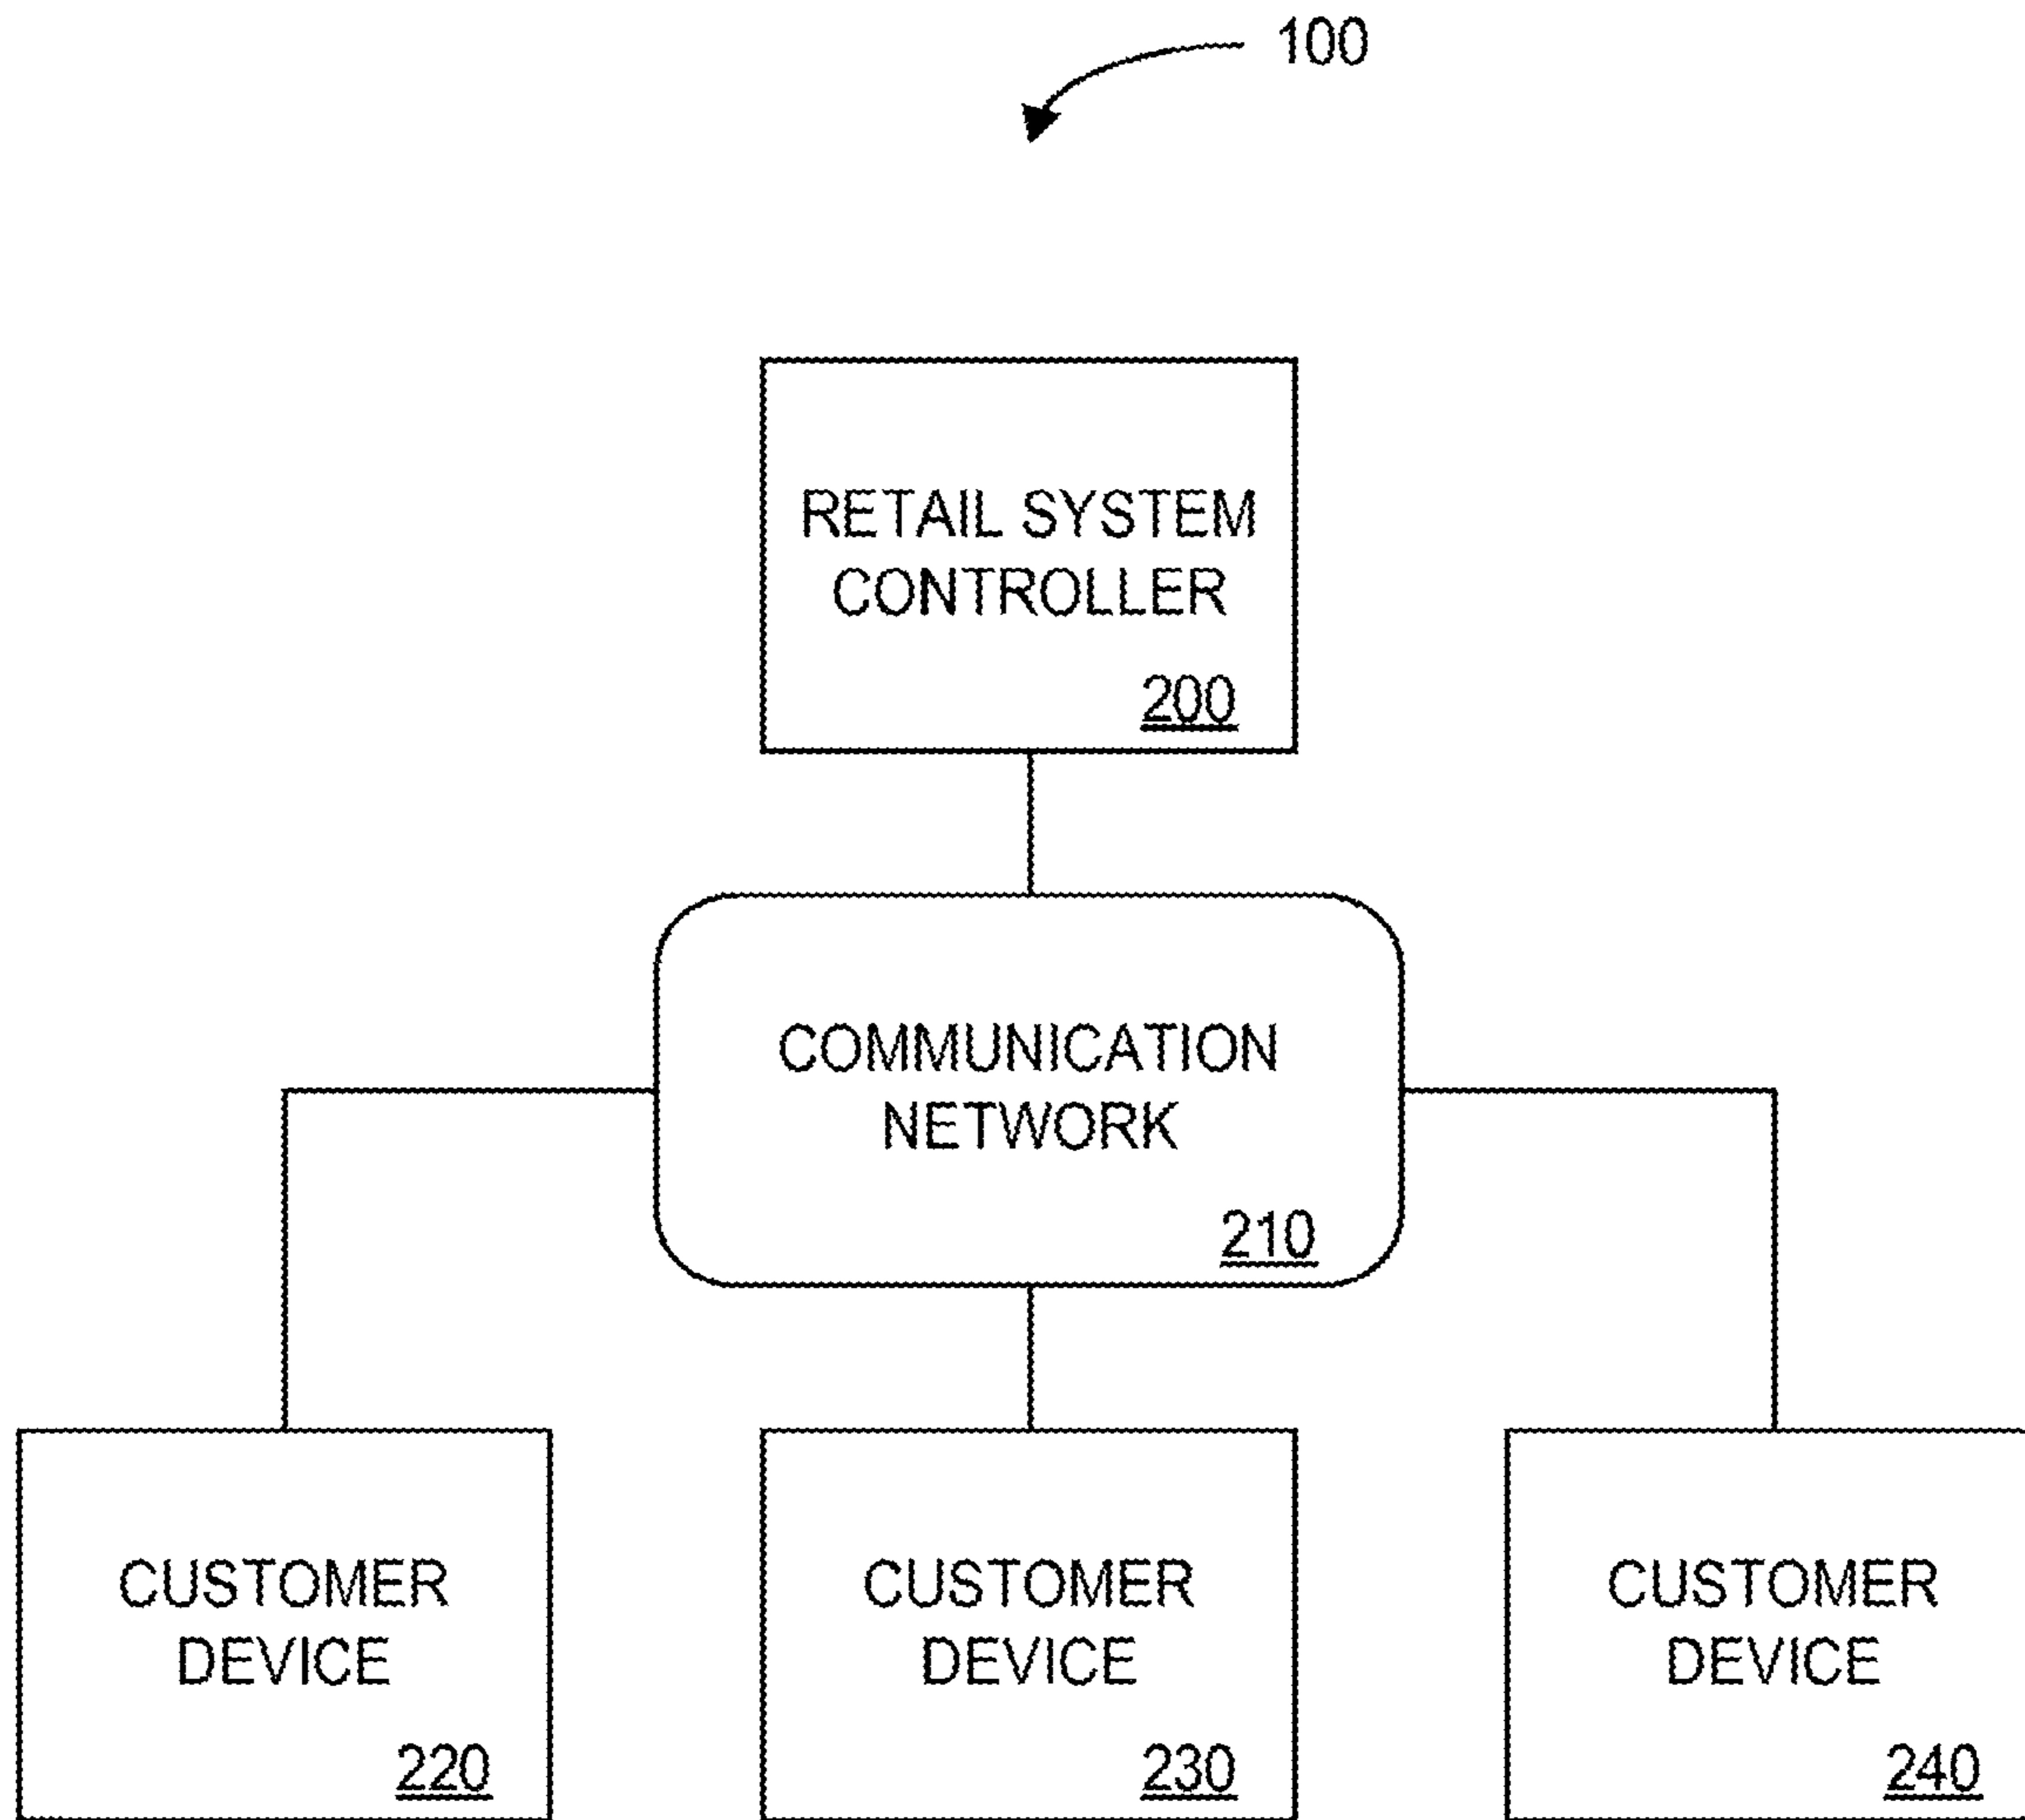 100
RETAIL SYSTEM
CONTROLLER
200
COMMUNICATION
NETWORK
210
CUSTOMER
DEVICE
220
CUSTOMER
DEVICE
230
CUSTOMER
DEVICE
240